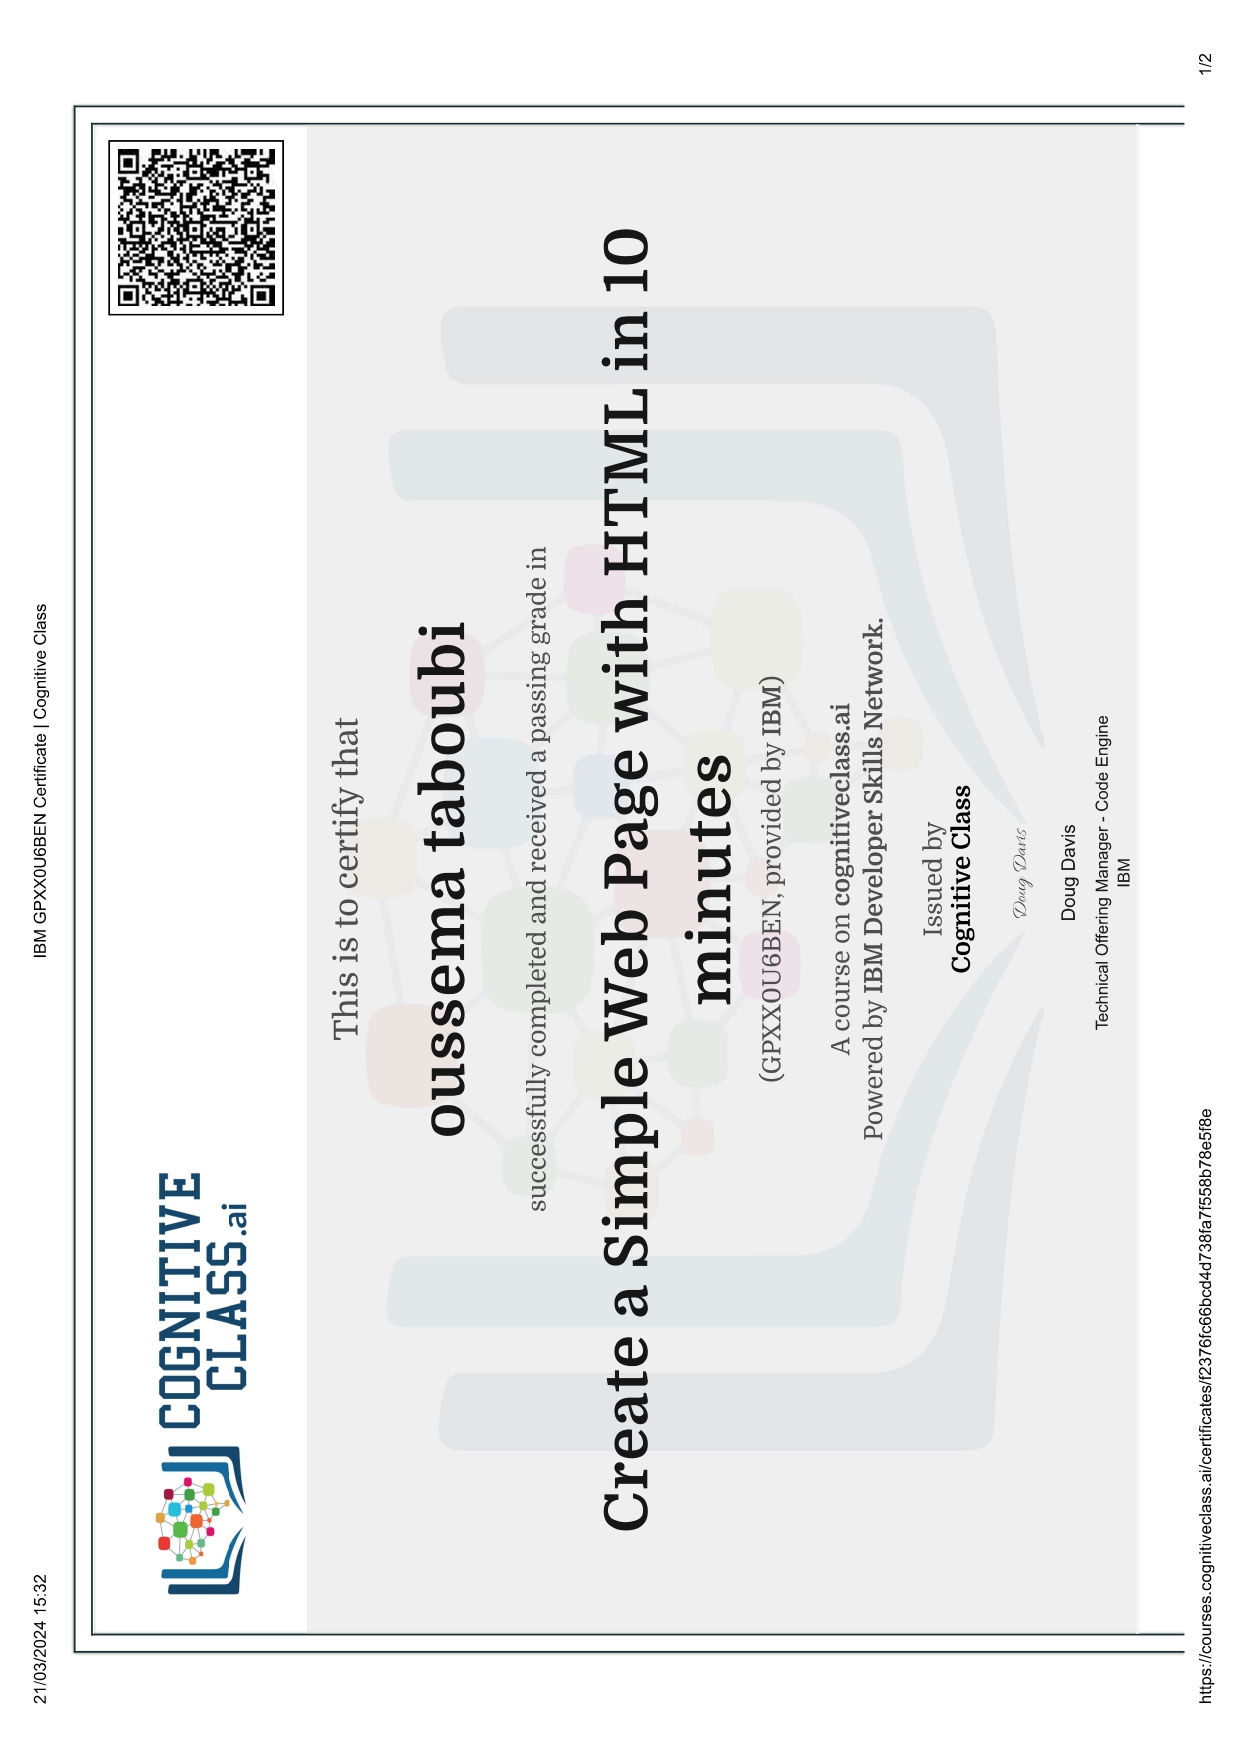 21/03/2024 15:32
IBM GPXX0U6BEN Certificate | Cognitive Class
COGNITIVE
CLASS.ai
This is to certify that
oussema taboubi
successfully completed and received a passing grade in
Create a Simple Web Page with HTML in 10
minutes
(GPXX0U6BEN, provided by IBM)
A course on cognitiveclass.ai
Powered by IBM Developer Skills Network.
Issued by
Cognitive Class
Doug Davis
Doug Davis
Technical Offering Manager - Code Engine
IBM
https://courses.cognitiveclass.ai/certificates/f2376fc66bcd4d738fa7f558b78e5f8e
1/2